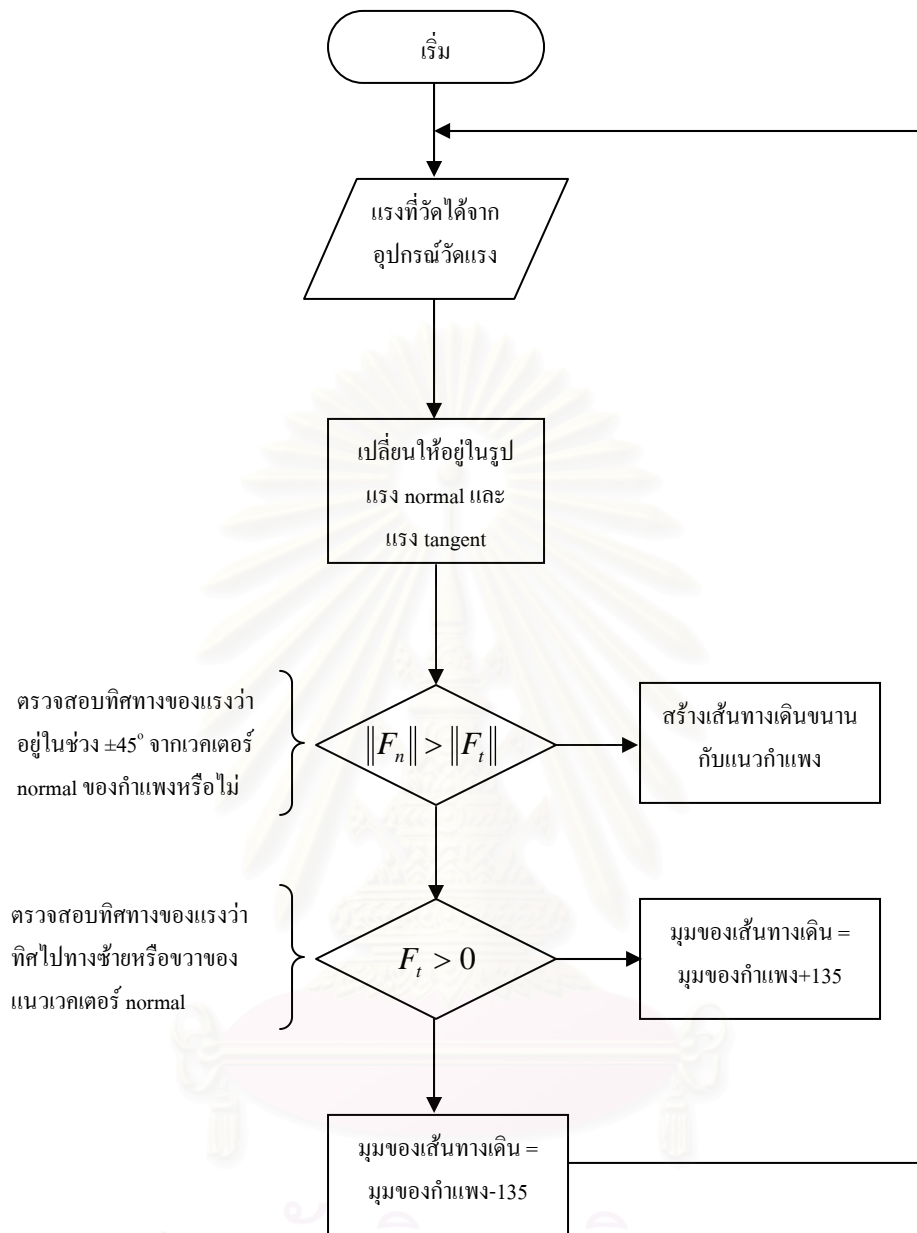 เริ่ม
แรงที่วัดได้จาก
อุปกรณ์วัดแรง
เปลี่ยนให้อยู่ในรูป
แรง normal และ
แรง tangent
ตรวจสอบทิศทางของแรงว่า
อยู่ในช่วง ±45° จากเวคเตอร์
normal ของกำแพงหรือไม่
‖Fₙ‖ > ‖Fₜ‖
สร้างเส้นทางเดินขนาน
กับแนวกำแพง
ตรวจสอบทิศทางของแรงว่า
ทิศไปทางซ้ายหรือขวาของ
แนวเวคเตอร์ normal
Fₜ > 0
มุมของเส้นทางเดิน =
มุมของกำแพง+135
มุมของเส้นทางเดิน =
มุมของกำแพง-135